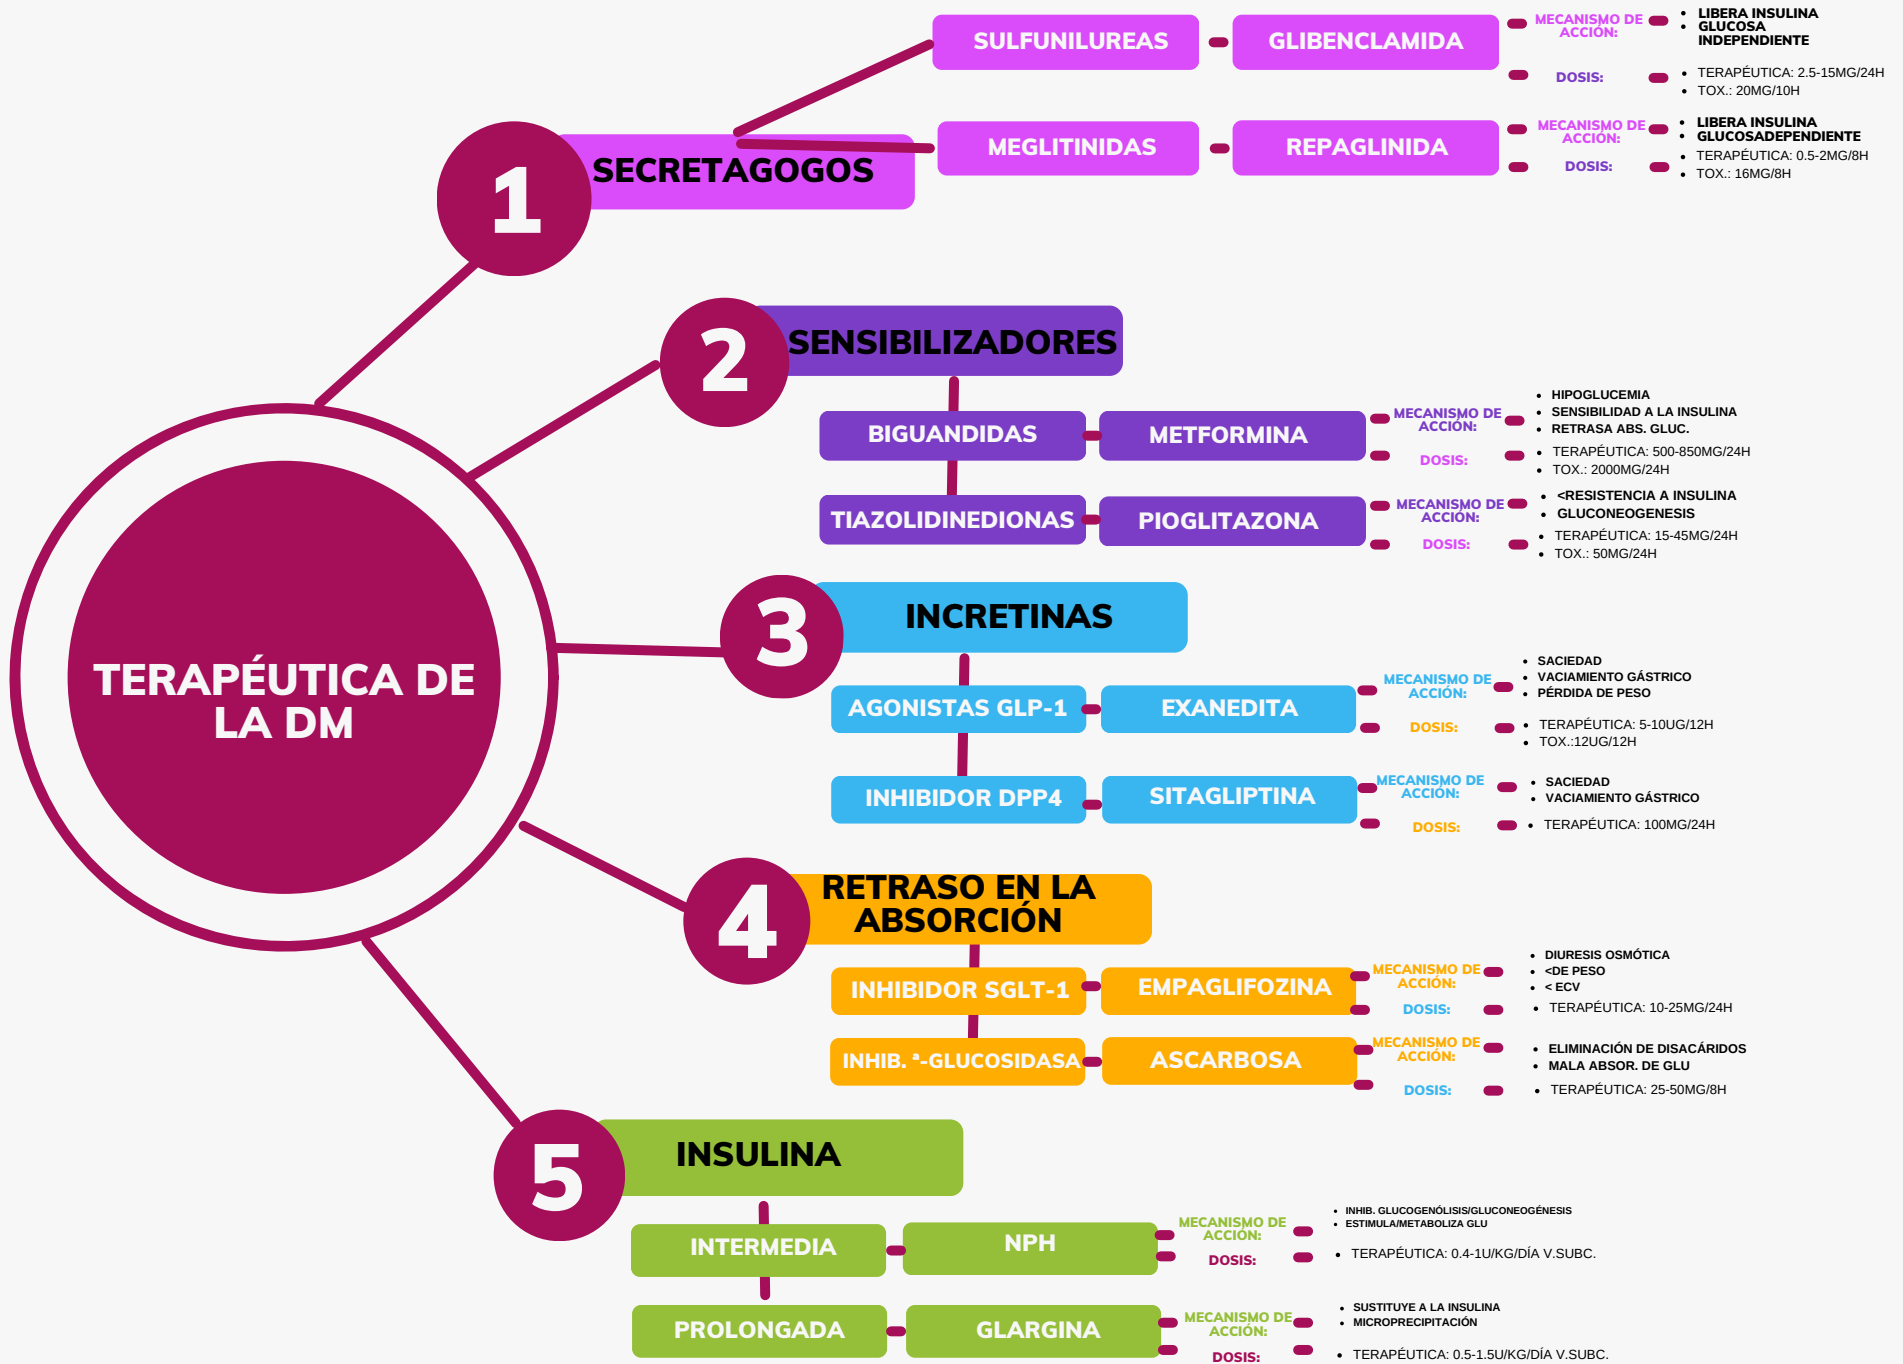 TERAPÉUTICA DE
LA DM
1
SECRETAGOGOS
SULFUNILUREAS
GLIBENCLAMIDA
MECANISMO DE
ACCIÓN:
LIBERA INSULINA
GLUCOSA
INDEPENDIENTE
DOSIS:
TERAPÉUTICA: 2.5-15MG/24H
TOX.: 20MG/10H
MEGLITINIDAS
REPAGLINIDA
MECANISMO DE
ACCIÓN:
LIBERA INSULINA
GLUCOSADEPENDIENTE
DOSIS:
TERAPÉUTICA: 0.5-2MG/8H
TOX.: 16MG/8H
2
SENSIBILIZADORES
BIGUANDIDAS
METFORMINA
MECANISMO DE
ACCIÓN:
HIPOGLUCEMIA
SENSIBILIDAD A LA INSULINA
RETRASA ABS. GLUC.
DOSIS:
TERAPÉUTICA: 500-850MG/24H
TOX.: 2000MG/24H
TIAZOLIDINEDIONAS
PIOGLITAZONA
MECANISMO DE
ACCIÓN:
<RESISTENCIA A INSULINA
GLUCONEOGENESIS
DOSIS:
TERAPÉUTICA: 15-45MG/24H
TOX.: 50MG/24H
3
INCRETINAS
AGONISTAS GLP-1
EXANEDITA
MECANISMO DE
ACCIÓN:
SACIEDAD
VACIAMIENTO GÁSTRICO
PÉRDIDA DE PESO
DOSIS:
TERAPÉUTICA: 5-10UG/12H
TOX.:12UG/12H
INHIBIDOR DPP4
SITAGLIPTINA
MECANISMO DE
ACCIÓN:
SACIEDAD
VACIAMIENTO GÁSTRICO
DOSIS:
TERAPÉUTICA: 100MG/24H
4
RETRASO EN LA
ABSORCIÓN
INHIBIDOR SGLT-1
EMPAGLIFOZINA
MECANISMO DE
ACCIÓN:
DIURESIS OSMÓTICA
<DE PESO
< ECV
DOSIS:
TERAPÉUTICA: 10-25MG/24H
INHIB. ª-GLUCOSIDASA
ASCARBOSA
MECANISMO DE
ACCIÓN:
ELIMINACIÓN DE DISACÁRIDOS
MALA ABSOR. DE GLU
DOSIS:
TERAPÉUTICA: 25-50MG/8H
5
INSULINA
INTERMEDIA
NPH
MECANISMO DE
ACCIÓN:
INHIB. GLUCOGENÓLISIS/GLUCONEOGÉNESIS
ESTIMULA/METABOLIZA GLU
DOSIS:
TERAPÉUTICA: 0.4-1U/KG/DÍA V.SUBC.
PROLONGADA
GLARGINA
MECANISMO DE
ACCIÓN:
SUSTITUYE A LA INSULINA
MICROPRECIPITACIÓN
DOSIS:
TERAPÉUTICA: 0.5-1.5U/KG/DÍA V.SUBC.